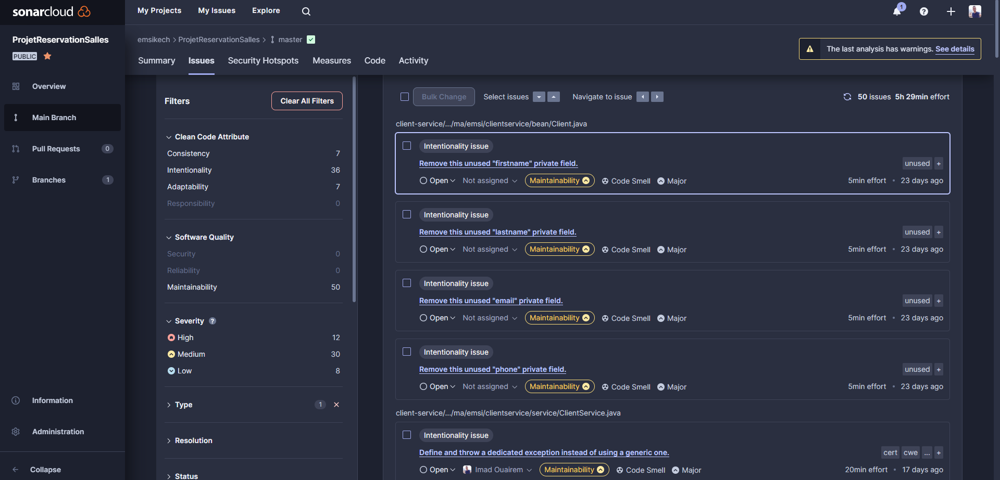 sonarcloud
My Projects My Issues Explore
1
ProjetReservationSalles
PUBLIC
Overview
Main Branch
Pull Requests 0
Branches 1
Information
Administration
Collapse
emsikech > ProjetReservationSalles > master
The last analysis has warnings. See details
Summary Issues Security Hotspots Measures Code Activity
Filters Clear All Filters
Clean Code Attribute
Consistency 7
Intentionality 36
Adaptability 7
Responsibility 0
Software Quality
Security 0
Reliability 0
Maintainability 50
Severity ?
High 12
Medium 30
Low 8
Type 1
Resolution
Status
Bulk Change Select issues Navigate to issue 50 issues 5h 29min effort
client-service/.../ma/emsi/clientservice/bean/Client.java
Intentionality issue
Remove this unused "firstname" private field. unused +
Open Not assigned Maintainability Code Smell Major 5min effort • 23 days ago
Intentionality issue
Remove this unused "lastname" private field. unused +
Open Not assigned Maintainability Code Smell Major 5min effort • 23 days ago
Intentionality issue
Remove this unused "email" private field. unused +
Open Not assigned Maintainability Code Smell Major 5min effort • 23 days ago
Intentionality issue
Remove this unused "phone" private field. unused +
Open Not assigned Maintainability Code Smell Major 5min effort • 23 days ago
client-service/.../ma/emsi/clientservice/service/ClientService.java
Intentionality issue
Define and throw a dedicated exception instead of using a generic one. cert cwe ... +
Open Imad Ouairem Maintainability Code Smell Major 20min effort • 17 days ago